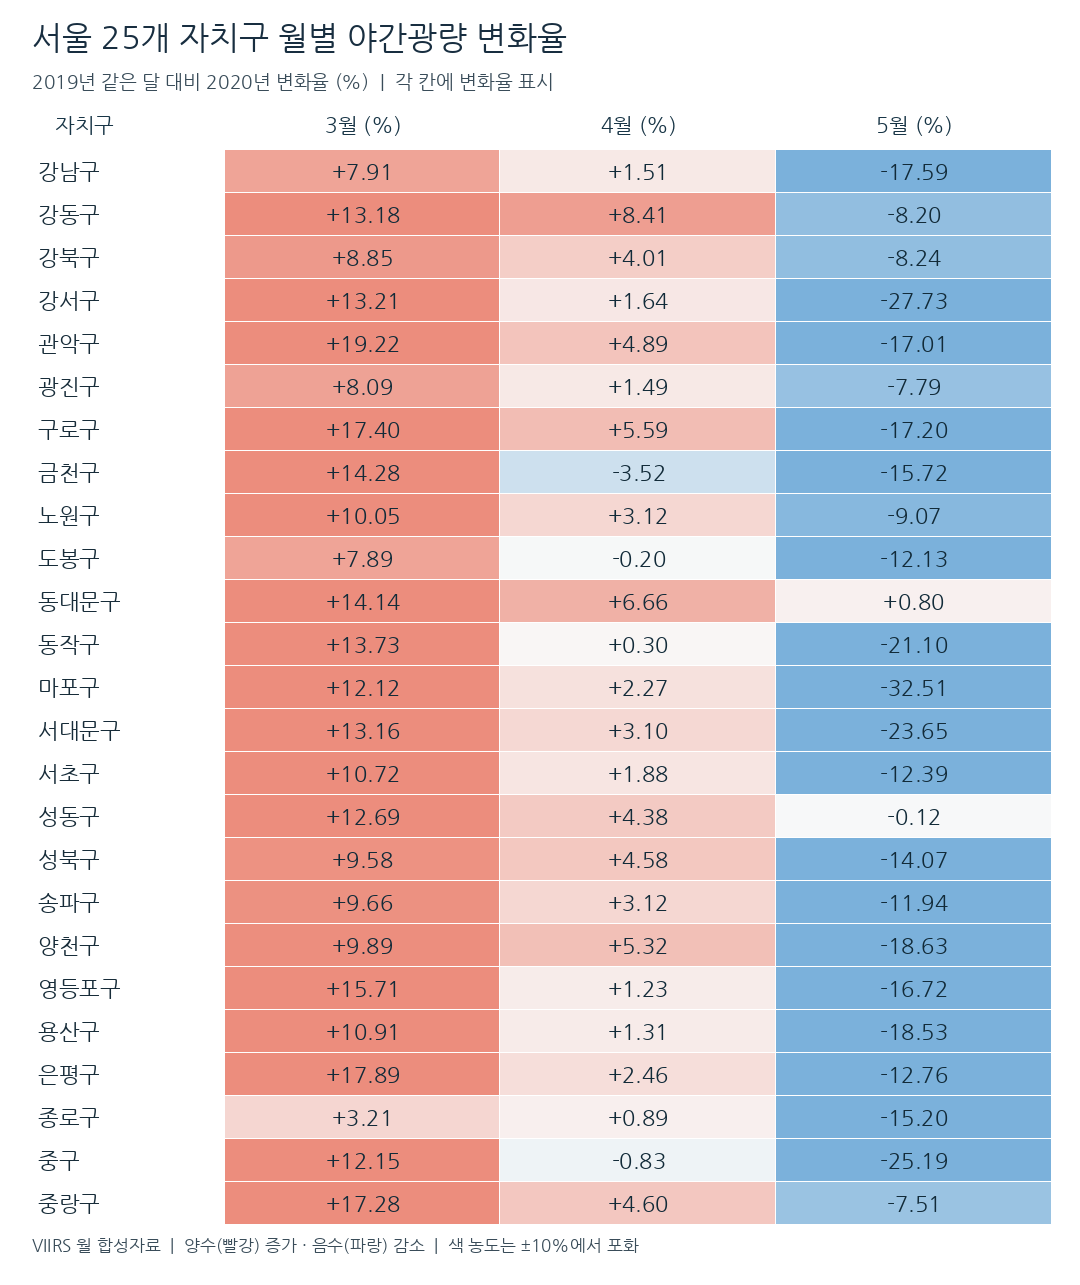 서울 25개 자치구 월별 야간광량 변화율
2019년 같은 달 대비 2020년 변화율 (%) | 각 칸에 변화율 표시
자치구 3월 (%) 4월 (%) 5월 (%)
강남구 +7.91 +1.51 -17.59
강동구 +13.18 +8.41 -8.20
강북구 +8.85 +4.01 -8.24
강서구 +13.21 +1.64 -27.73
관악구 +19.22 +4.89 -17.01
광진구 +8.09 +1.49 -7.79
구로구 +17.40 +5.59 -17.20
금천구 +14.28 -3.52 -15.72
노원구 +10.05 +3.12 -9.07
도봉구 +7.89 -0.20 -12.13
동대문구 +14.14 +6.66 +0.80
동작구 +13.73 +0.30 -21.10
마포구 +12.12 +2.27 -32.51
서대문구 +13.16 +3.10 -23.65
서초구 +10.72 +1.88 -12.39
성동구 +12.69 +4.38 -0.12
성북구 +9.58 +4.58 -14.07
송파구 +9.66 +3.12 -11.94
양천구 +9.89 +5.32 -18.63
영등포구 +15.71 +1.23 -16.72
용산구 +10.91 +1.31 -18.53
은평구 +17.89 +2.46 -12.76
종로구 +3.21 +0.89 -15.20
중구 +12.15 -0.83 -25.19
중랑구 +17.28 +4.60 -7.51
VIIRS 월 합성자료 | 양수(빨강) 증가 · 음수(파랑) 감소 | 색 농도는 ±10%에서 포화